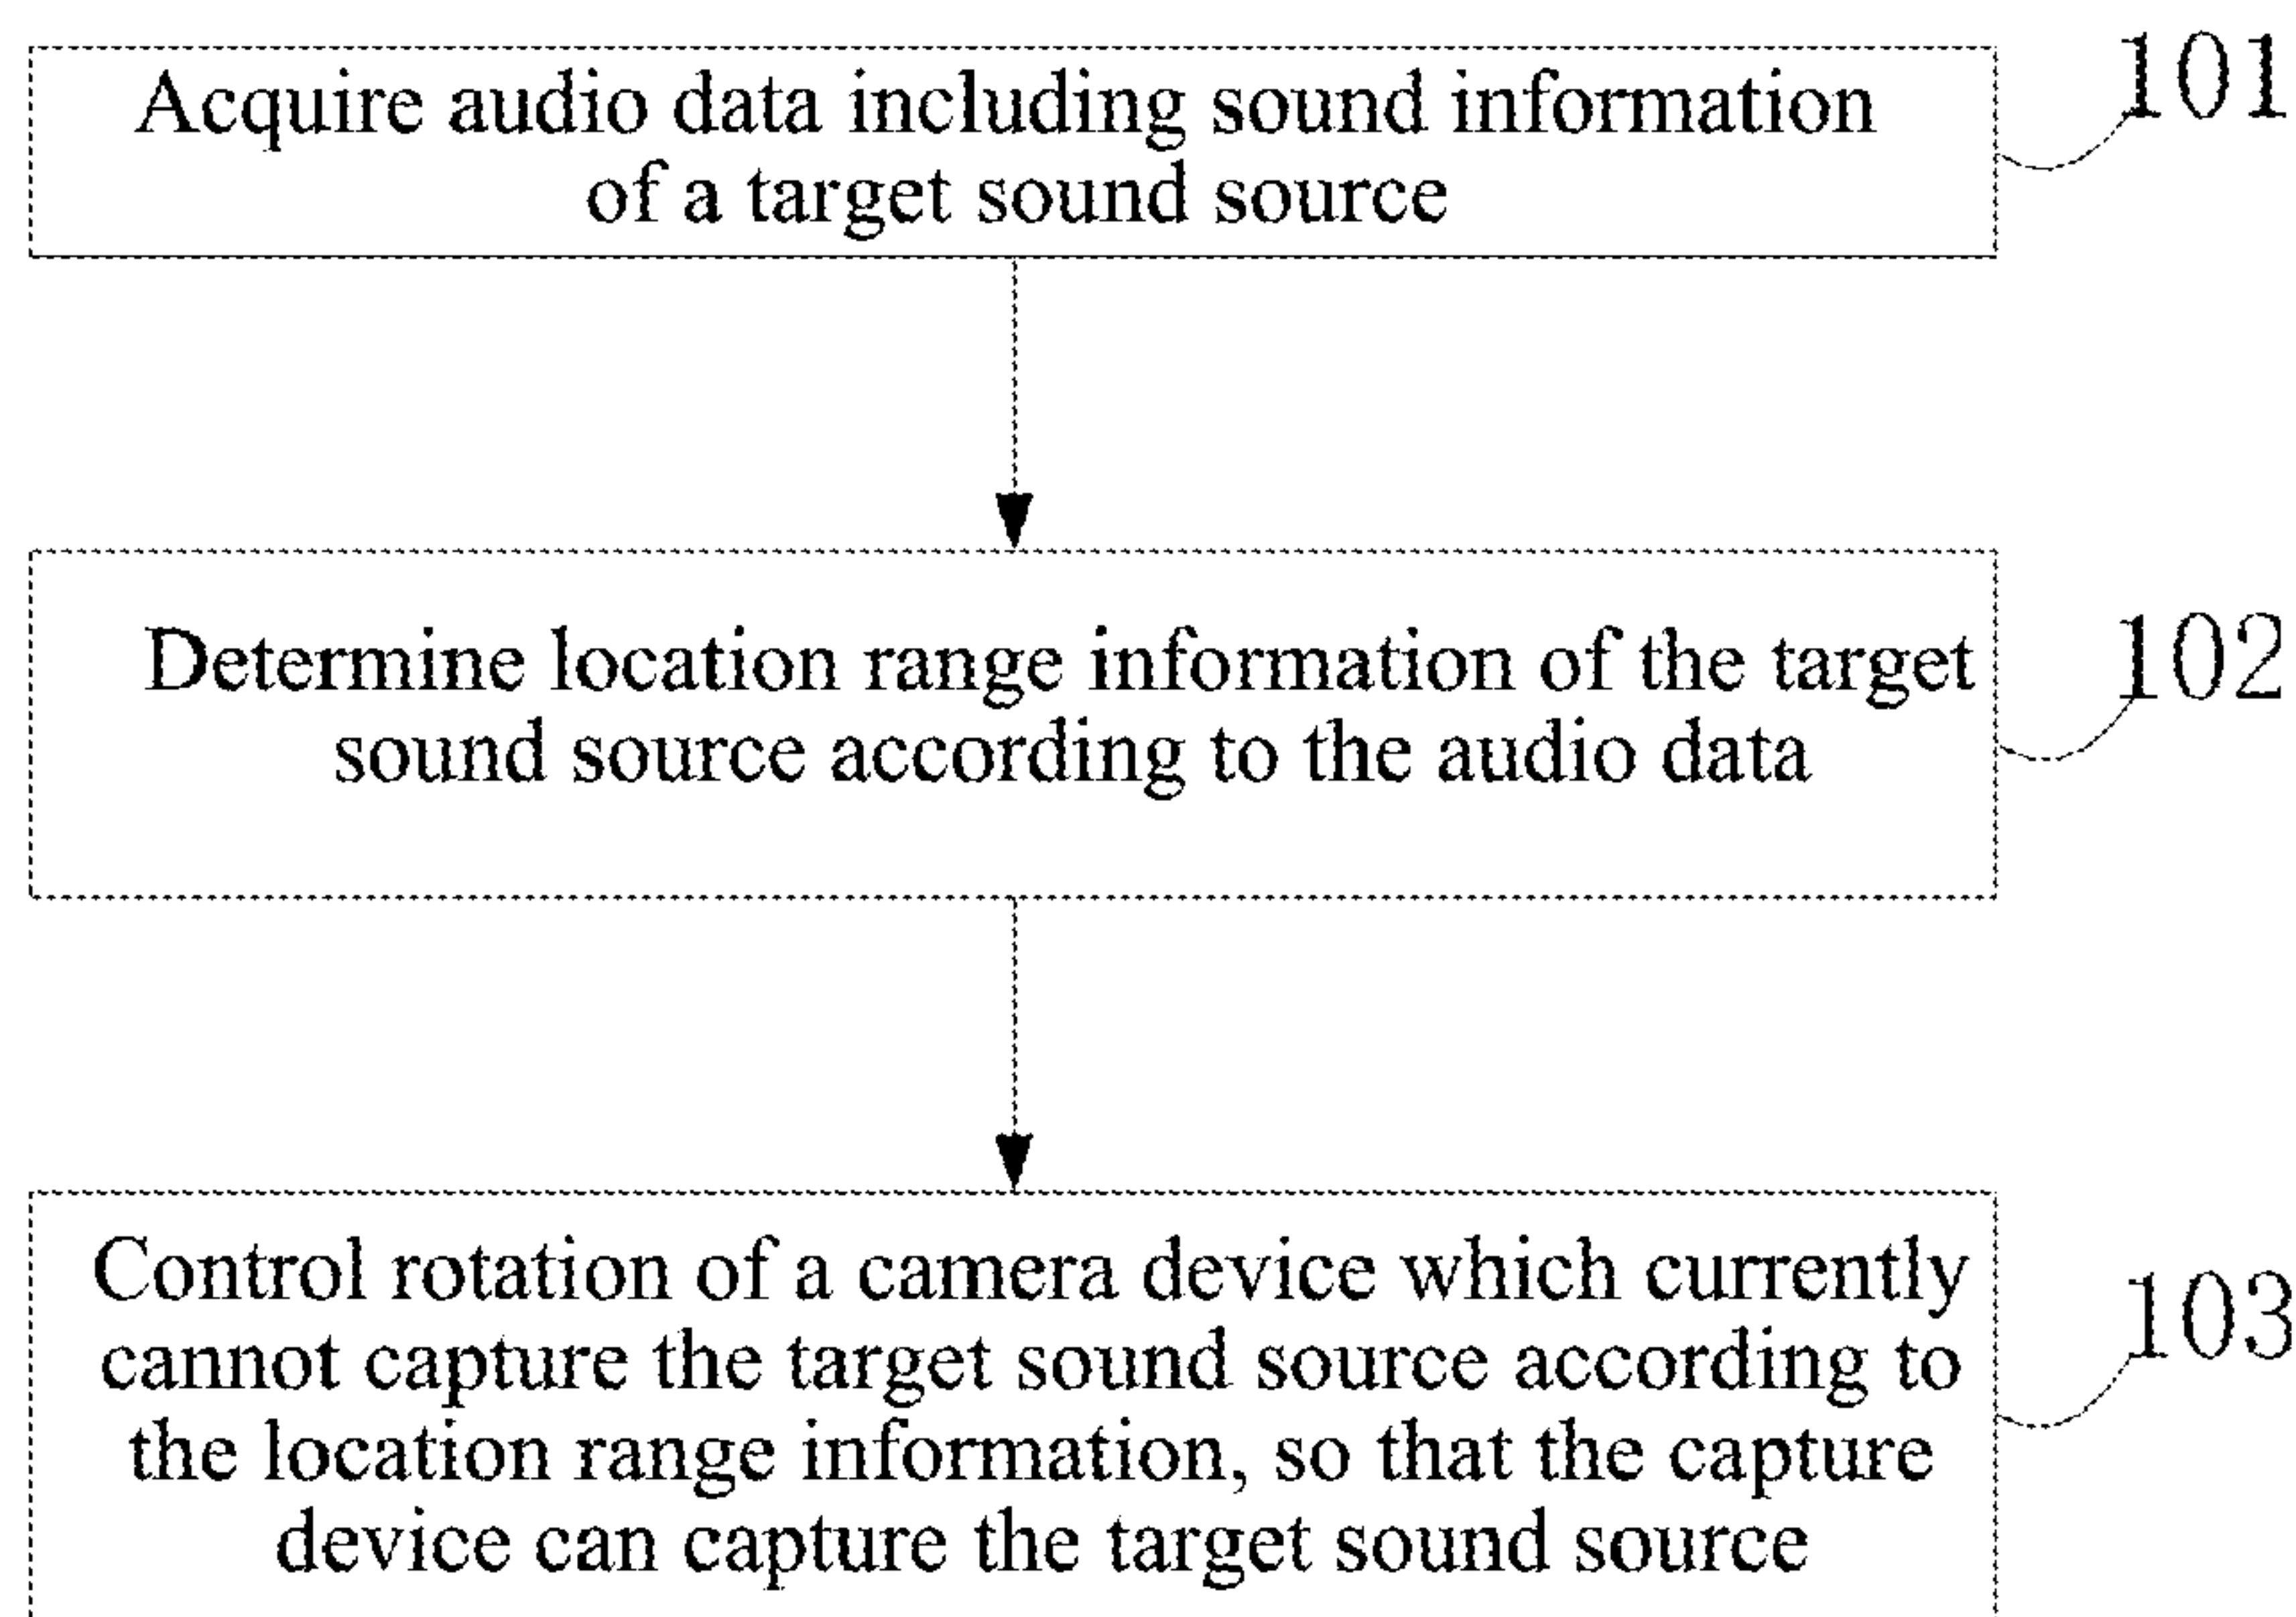 Acquire audio data including sound information
of a target sound source
101
Determine location range information of the target
sound source according to the audio data
102
Control rotation of a camera device which currently
cannot capture the target sound source according to
the location range information, so that the capture
device can capture the target sound source
103